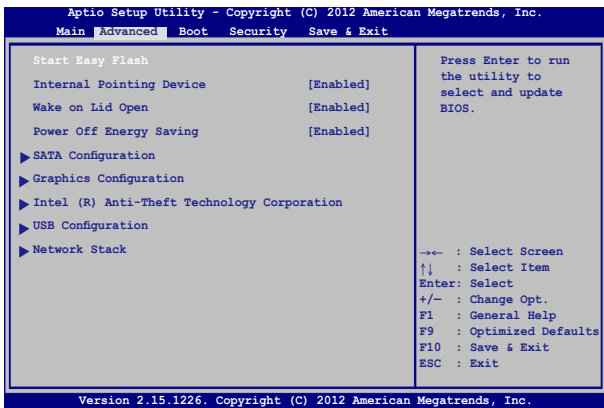 Aptio Setup Utility - Copyright (C) 2012 American Megatrends, Inc.
Main Advanced Boot Security Save & Exit
Start Easy Flash
Internal Pointing Device [Enabled]
Wake on Lid Open [Enabled]
Power Off Energy Saving [Enabled]
SATA Configuration
Graphics Configuration
Intel (R) Anti-Theft Technology Corporation
USB Configuration
Network Stack
Press Enter to run
the utility to
select and update
BIOS.
→← : Select Screen
↑↓ : Select Item
Enter: Select
+/— : Change Opt.
F1 : General Help
F9 : Optimized Defaults
F10 : Save & Exit
ESC : Exit
Version 2.15.1226. Copyright (C) 2012 American Megatrends, Inc.